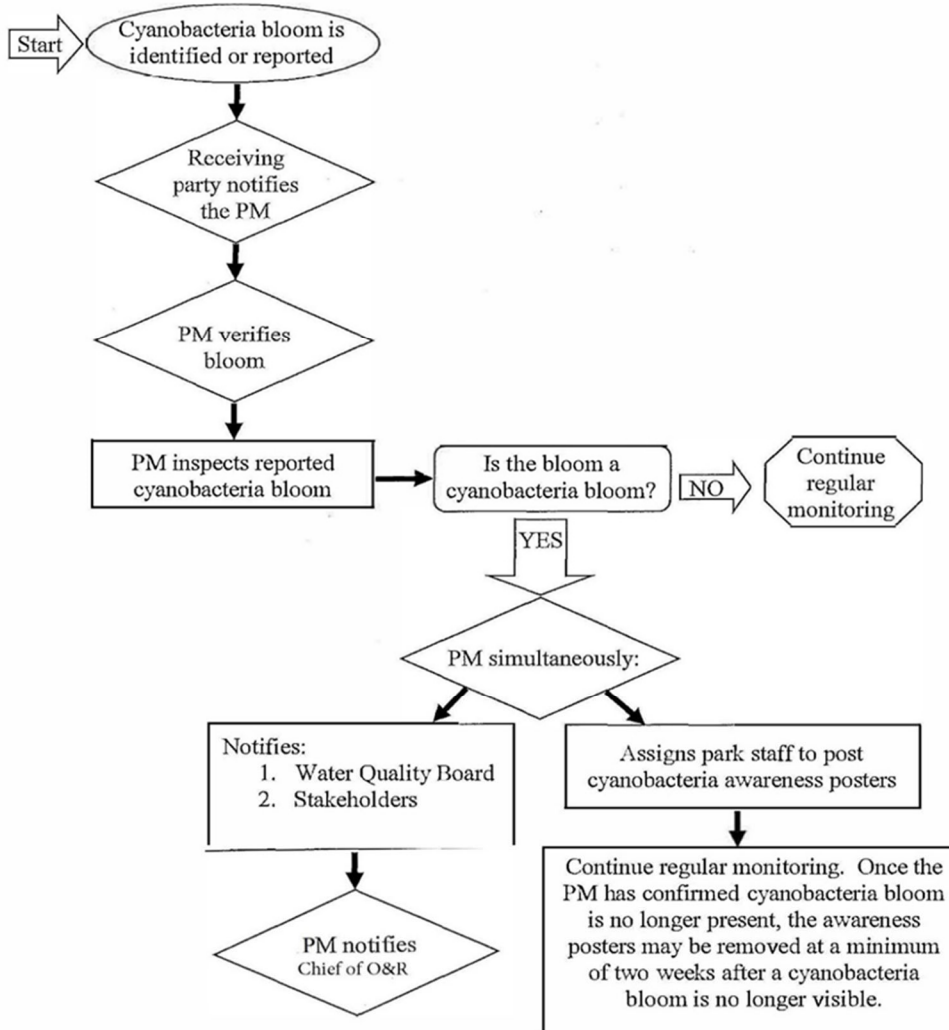 Start
Cyanobacteria bloom is
identified or reported
Receiving
party notifies
the PM
PM verifies
bloom
PM inspects reported
cyanobacteria bloom
Is the bloom a
cyanobacteria bloom?
NO
Continue
regular
monitoring
YES
PM simultaneously:
Notifies:
1. Water Quality Board
2. Stakeholders
Assigns park staff to post
cyanobacteria awareness posters
PM notifies
Chief of O&R
Continue regular monitoring. Once the
PM has confirmed cyanobacteria bloom
is no longer present, the awareness
posters may be removed at a minimum
of two weeks after a cyanobacteria
bloom is no longer visible.